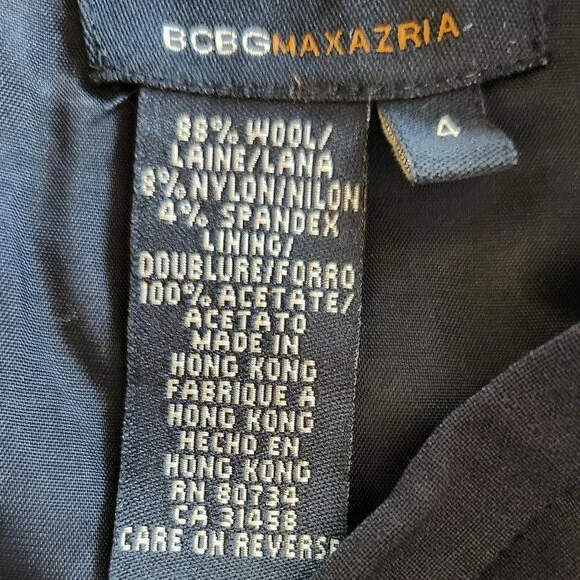 BCBGMAXAZRIA
4
88% WOOL/
LAINE/LANA
8% NYLON/NILON
4% SPANDEX
LINING/
DOUBLURE/FORRO
100% ACETATE/
ACETATO
MADE IN
HONG KONG
FABRIQUE A
HONG KONG
HECHO EN
HONG KONG
RN 80734
CA 31458
CARE ON REVERSE